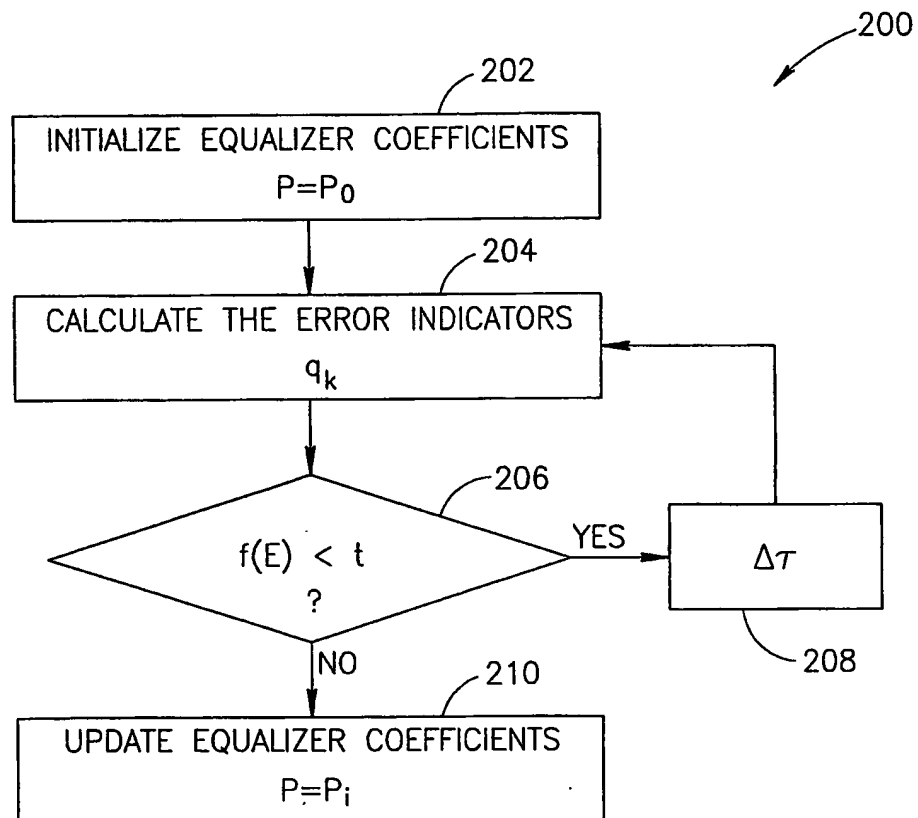 200
202
INITIALIZE EQUALIZER COEFFICIENTS
P=P0
204
CALCULATE THE ERROR INDICATORS
qk
206
f(E) < t
?
YES
Δτ
208
NO
210
UPDATE EQUALIZER COEFFICIENTS
P=Pi